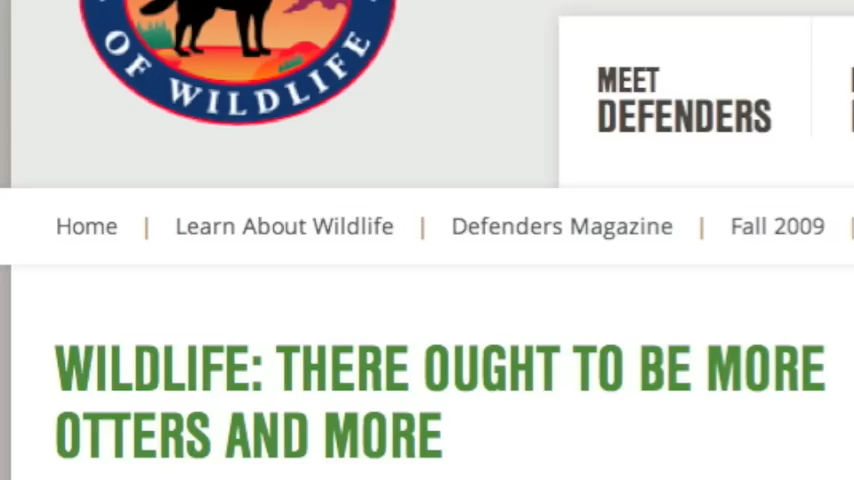 OF WILDLIFE
MEET
DEFENDERS
Home | Learn About Wildlife | Defenders Magazine | Fall 2009 |
WILDLIFE: THERE OUGHT TO BE MORE
OTTERS AND MORE